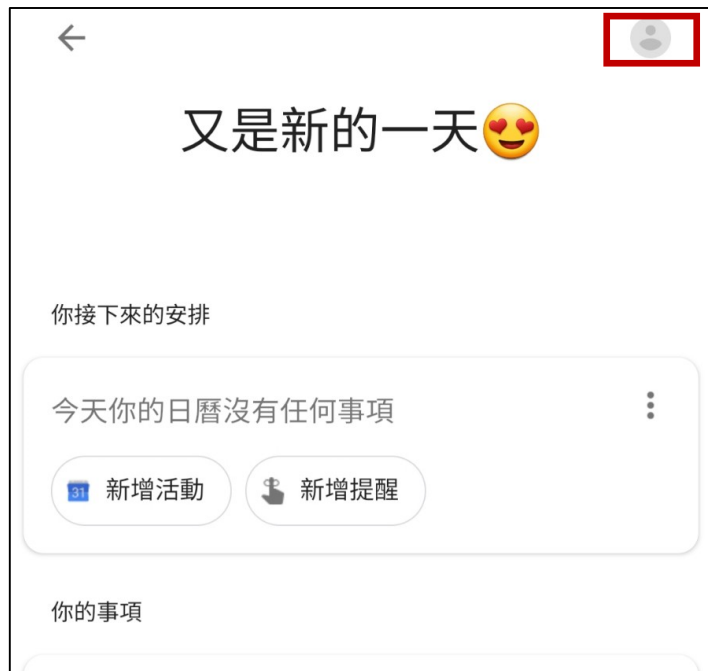 又是新的一天😍
你接下來的安排
今天你的日曆沒有任何事項
31 新增活動 新增提醒
你的事項